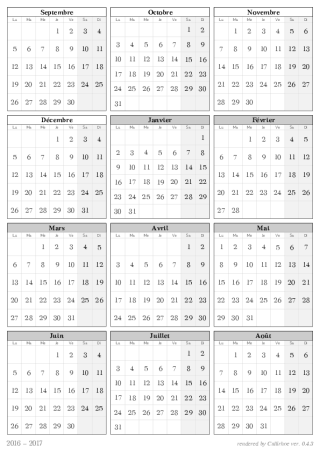 Septembre
Lu Ma Me Je Ve Sa Di
1 2 3 4
5 6 7 8 9 10 11
12 13 14 15 16 17 18
19 20 21 22 23 24 25
26 27 28 29 30
Octobre
Lu Ma Me Je Ve Sa Di
1 2
3 4 5 6 7 8 9
10 11 12 13 14 15 16
17 18 19 20 21 22 23
24 25 26 27 28 29 30
31
Novembre
Lu Ma Me Je Ve Sa Di
1 2 3 4 5 6
7 8 9 10 11 12 13
14 15 16 17 18 19 20
21 22 23 24 25 26 27
28 29 30
Décembre
Lu Ma Me Je Ve Sa Di
1 2 3 4
5 6 7 8 9 10 11
12 13 14 15 16 17 18
19 20 21 22 23 24 25
26 27 28 29 30 31
Janvier
Lu Ma Me Je Ve Sa Di
1
2 3 4 5 6 7 8
9 10 11 12 13 14 15
16 17 18 19 20 21 22
23 24 25 26 27 28 29
30 31
Février
Lu Ma Me Je Ve Sa Di
1 2 3 4 5
6 7 8 9 10 11 12
13 14 15 16 17 18 19
20 21 22 23 24 25 26
27 28
Mars
Lu Ma Me Je Ve Sa Di
1 2 3 4 5
6 7 8 9 10 11 12
13 14 15 16 17 18 19
20 21 22 23 24 25 26
27 28 29 30 31
Avril
Lu Ma Me Je Ve Sa Di
1 2
3 4 5 6 7 8 9
10 11 12 13 14 15 16
17 18 19 20 21 22 23
24 25 26 27 28 29 30
Mai
Lu Ma Me Je Ve Sa Di
1 2 3 4 5 6 7
8 9 10 11 12 13 14
15 16 17 18 19 20 21
22 23 24 25 26 27 28
29 30 31
Juin
Lu Ma Me Je Ve Sa Di
1 2 3 4
5 6 7 8 9 10 11
12 13 14 15 16 17 18
19 20 21 22 23 24 25
26 27 28 29 30
Juillet
Lu Ma Me Je Ve Sa Di
1 2
3 4 5 6 7 8 9
10 11 12 13 14 15 16
17 18 19 20 21 22 23
24 25 26 27 28 29 30
31
Août
Lu Ma Me Je Ve Sa Di
1 2 3 4 5 6
7 8 9 10 11 12 13
14 15 16 17 18 19 20
21 22 23 24 25 26 27
28 29 30 31
2016 – 2017
rendered by Calirhoe ver. 0.4.3